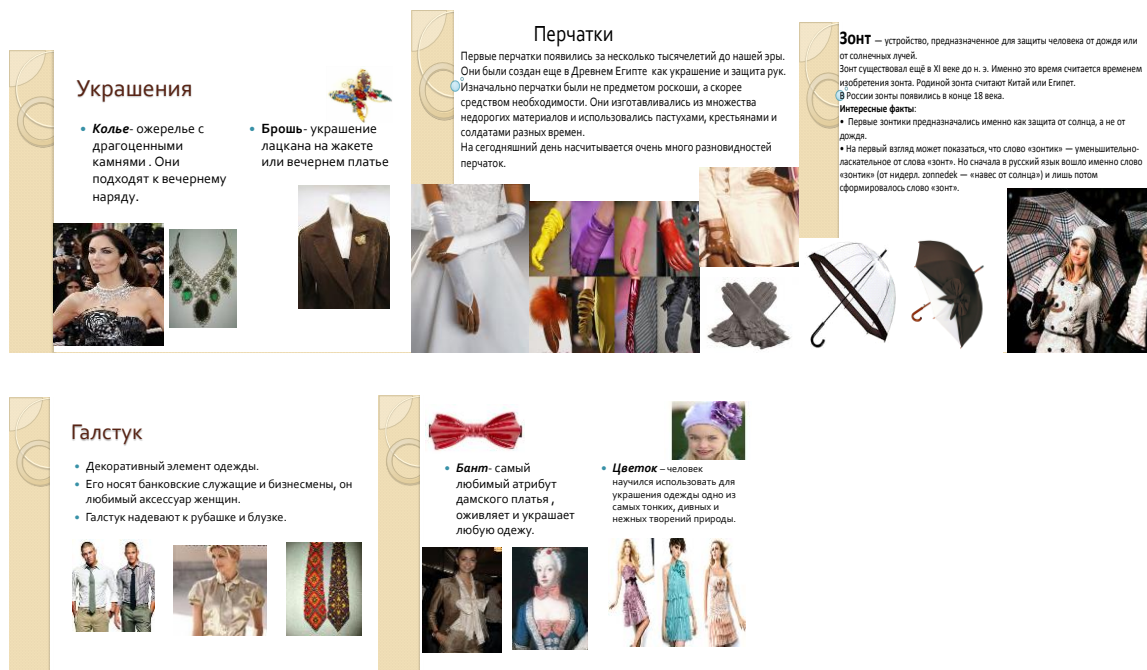 Украшения
• Колье- ожерелье с
драгоценными
камнями . Они
подходят к вечернему
наряду.
• Брошь- украшение
лацкана на жакете
или вечернем платье
Перчатки
Первые перчатки появились за несколько тысячелетий до нашей эры.
Они были создан еще в Древнем Египте как украшение и защита рук.
Изначально перчатки были не предметом роскоши, а скорее
средством необходимости. Они изготавливались из множества
недорогих материалов и использовались пастухами, крестьянами и
солдатами разных времен.
На сегодняшний день насчитывается очень много разновидностей
перчаток.
Зонт — устройство, предназначенное для защиты человека от дождя или
от солнечных лучей.
Зонт существовал ещё в XI веке до н. э. Именно это время считается временем
изобретения зонта. Родиной зонта считают Китай или Египет.
В России зонты появились в конце 18 века.
Интересные факты:
• Первые зонтики предназначались именно как защита от солнца, а не от
дождя.
• На первый взгляд может показаться, что слово «зонтик» — уменьшительно-
ласкательное от слова «зонт». Но сначала в русский язык вошло именно слово
«зонтик» (от нидерл. zonnedek — «навес от солнца») и лишь потом
сформировалось слово «зонт».
Галстук
• Декоративный элемент одежды.
• Его носят банковские служащие и бизнесмены, он
любимый аксессуар женщин.
• Галстук надевают к рубашке и блузке.
• Бант- самый
любимый атрибут
дамского платья ,
оживляет и украшает
любую одежу.
• Цветок – человек
научился использовать для
украшения одежды одно из
самых тонких, дивных и
нежных творений природы.